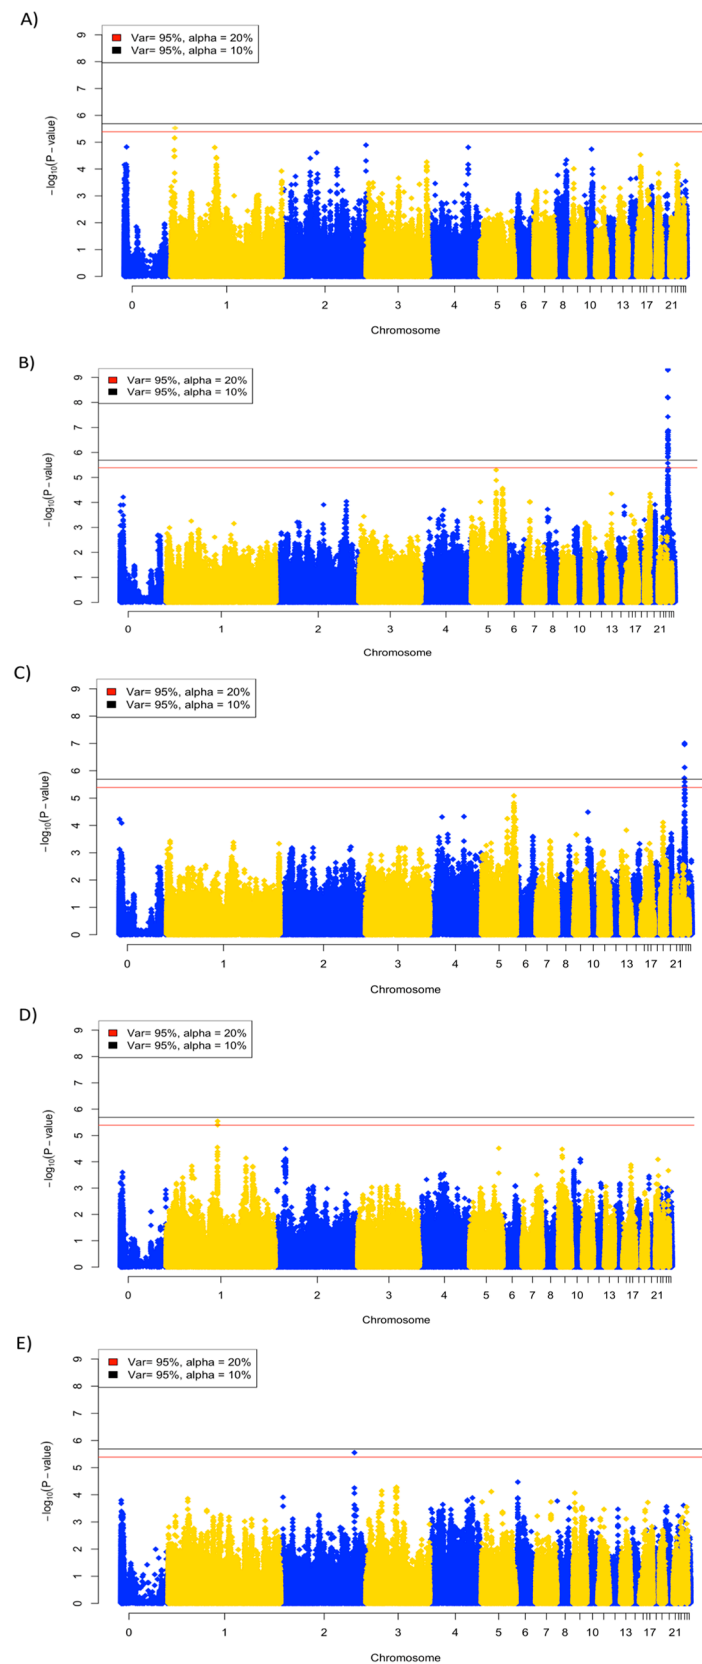 A)
Var= 95%, alpha = 20%
Var= 95%, alpha = 10%
9
8
7
6
5
4
3
2
1
0
−log10(P−value)
0 1 2 3 4 5 6 7 8 10 13 17 21
Chromosome
B)
Var= 95%, alpha = 20%
Var= 95%, alpha = 10%
9
8
7
6
5
4
3
2
1
0
−log10(P−value)
0 1 2 3 4 5 6 7 8 10 13 17 21
Chromosome
C)
Var= 95%, alpha = 20%
Var= 95%, alpha = 10%
9
8
7
6
5
4
3
2
1
0
−log10(P−value)
0 1 2 3 4 5 6 7 8 10 13 17 21
Chromosome
D)
Var= 95%, alpha = 20%
Var= 95%, alpha = 10%
9
8
7
6
5
4
3
2
1
0
−log10(P−value)
0 1 2 3 4 5 6 7 8 10 13 17 21
Chromosome
E)
Var= 95%, alpha = 20%
Var= 95%, alpha = 10%
9
8
7
6
5
4
3
2
1
0
−log10(P−value)
0 1 2 3 4 5 6 7 8 10 13 17 21
Chromosome